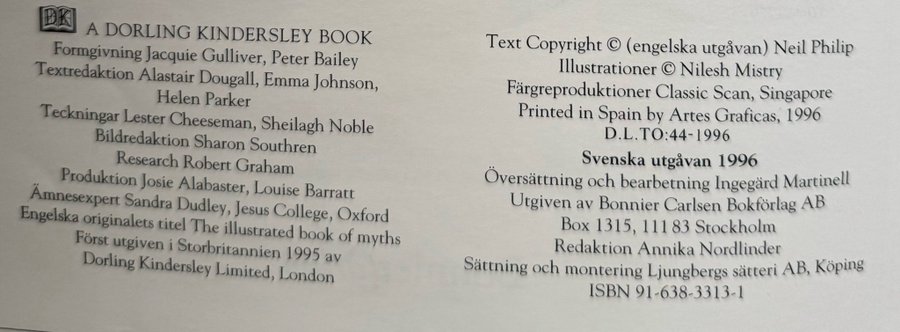 DK A DORLING KINDERSLEY BOOK
Formgivning Jacquie Gulliver, Peter Bailey
Textredaktion Alastair Dougall, Emma Johnson,
Helen Parker
Teckningar Lester Cheeseman, Sheilagh Noble
Bildredaktion Sharon Southren
Research Robert Graham
Produktion Josie Alabaster, Louise Barratt
Ämnesexpert Sandra Dudley, Jesus College, Oxford
Engelska originalets titel The illustrated book of myths
Först utgiven i Storbritannien 1995 av
Dorling Kindersley Limited, London
Text Copyright © (engelska utgåvan) Neil Philip
Illustrationer © Nilesh Mistry
Färgreproduktioner Classic Scan, Singapore
Printed in Spain by Artes Graficas, 1996
D.L.TO:44-1996
Svenska utgåvan 1996
Översättning och bearbetning Ingegärd Martinell
Utgiven av Bonnier Carlsen Bokförlag AB
Box 1315, 111 83 Stockholm
Redaktion Annika Nordlinder
Sättning och montering Ljungbergs sätteri AB, Köping
ISBN 91-638-3313-1